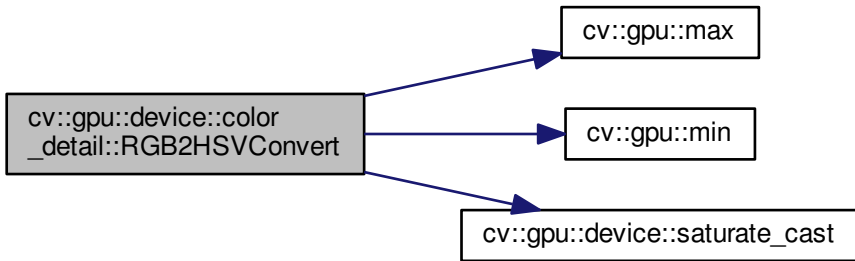 cv::gpu::max
cv::gpu::device::color
_detail::RGB2HSVConvert
cv::gpu::min
cv::gpu::device::saturate_cast